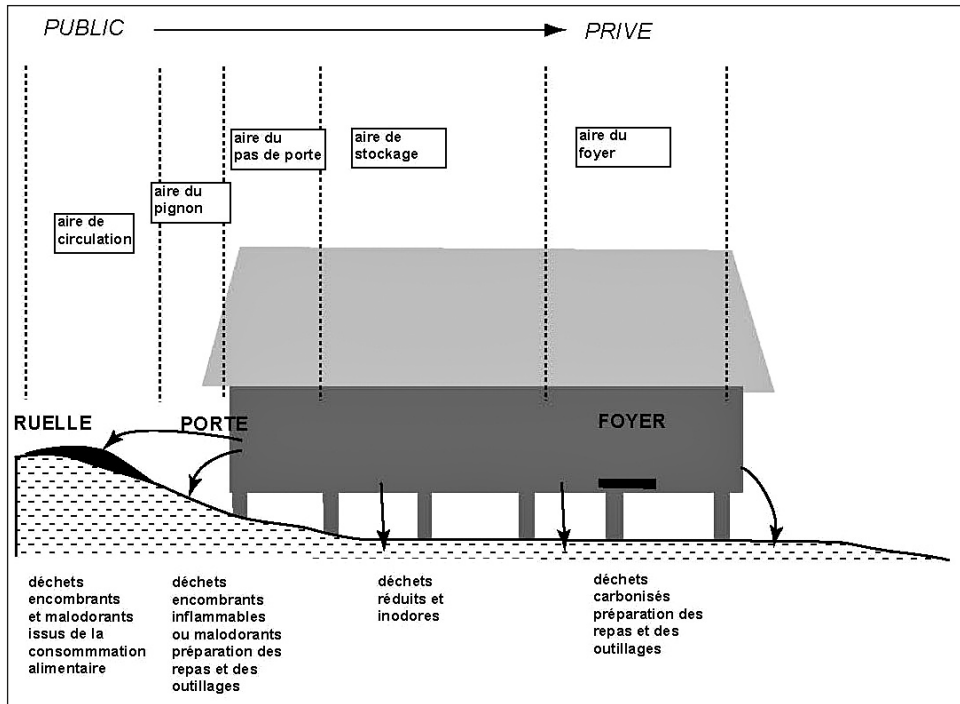 PUBLIC
PRIVE
aire du
pas de porte
aire de
stockage
aire du
foyer
aire du
pignon
aire de
circulation
RUELLE
PORTE
FOYER
déchets
encombrants
et malodorants
issus de la
consommmation
alimentaire
déchets
encombrants
inflammables
ou malodorants
préparation des
repas et des
outillages
déchets
réduits et
inodores
déchets
carbonisés
préparation des
repas et des
outillages